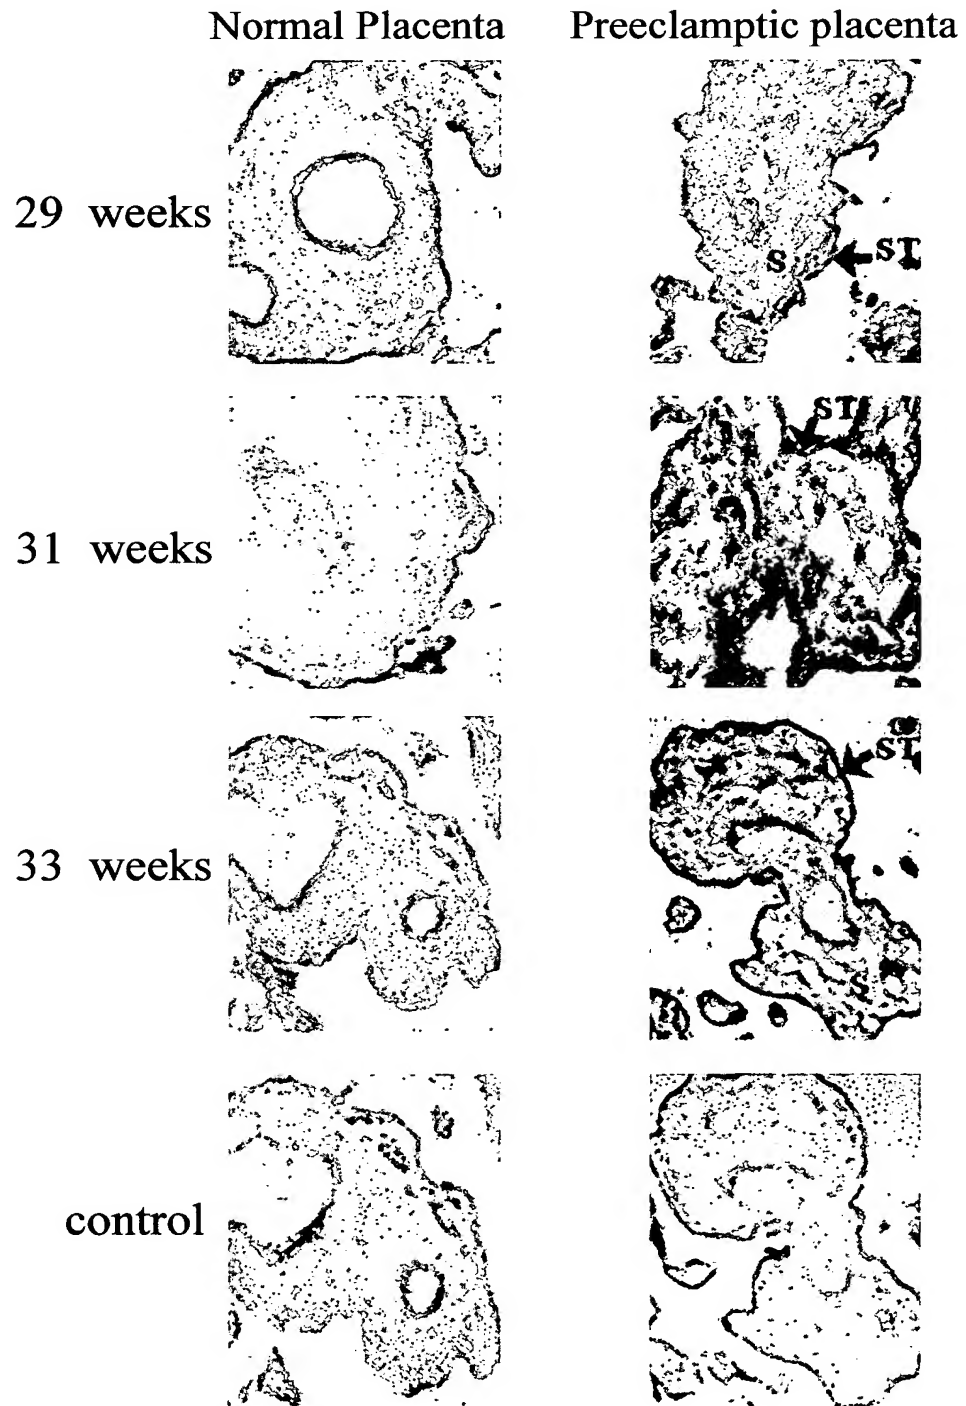 Normal Placenta Preeclamptic placenta
29 weeks
S ST
ST
31 weeks
ST
33 weeks
S
control